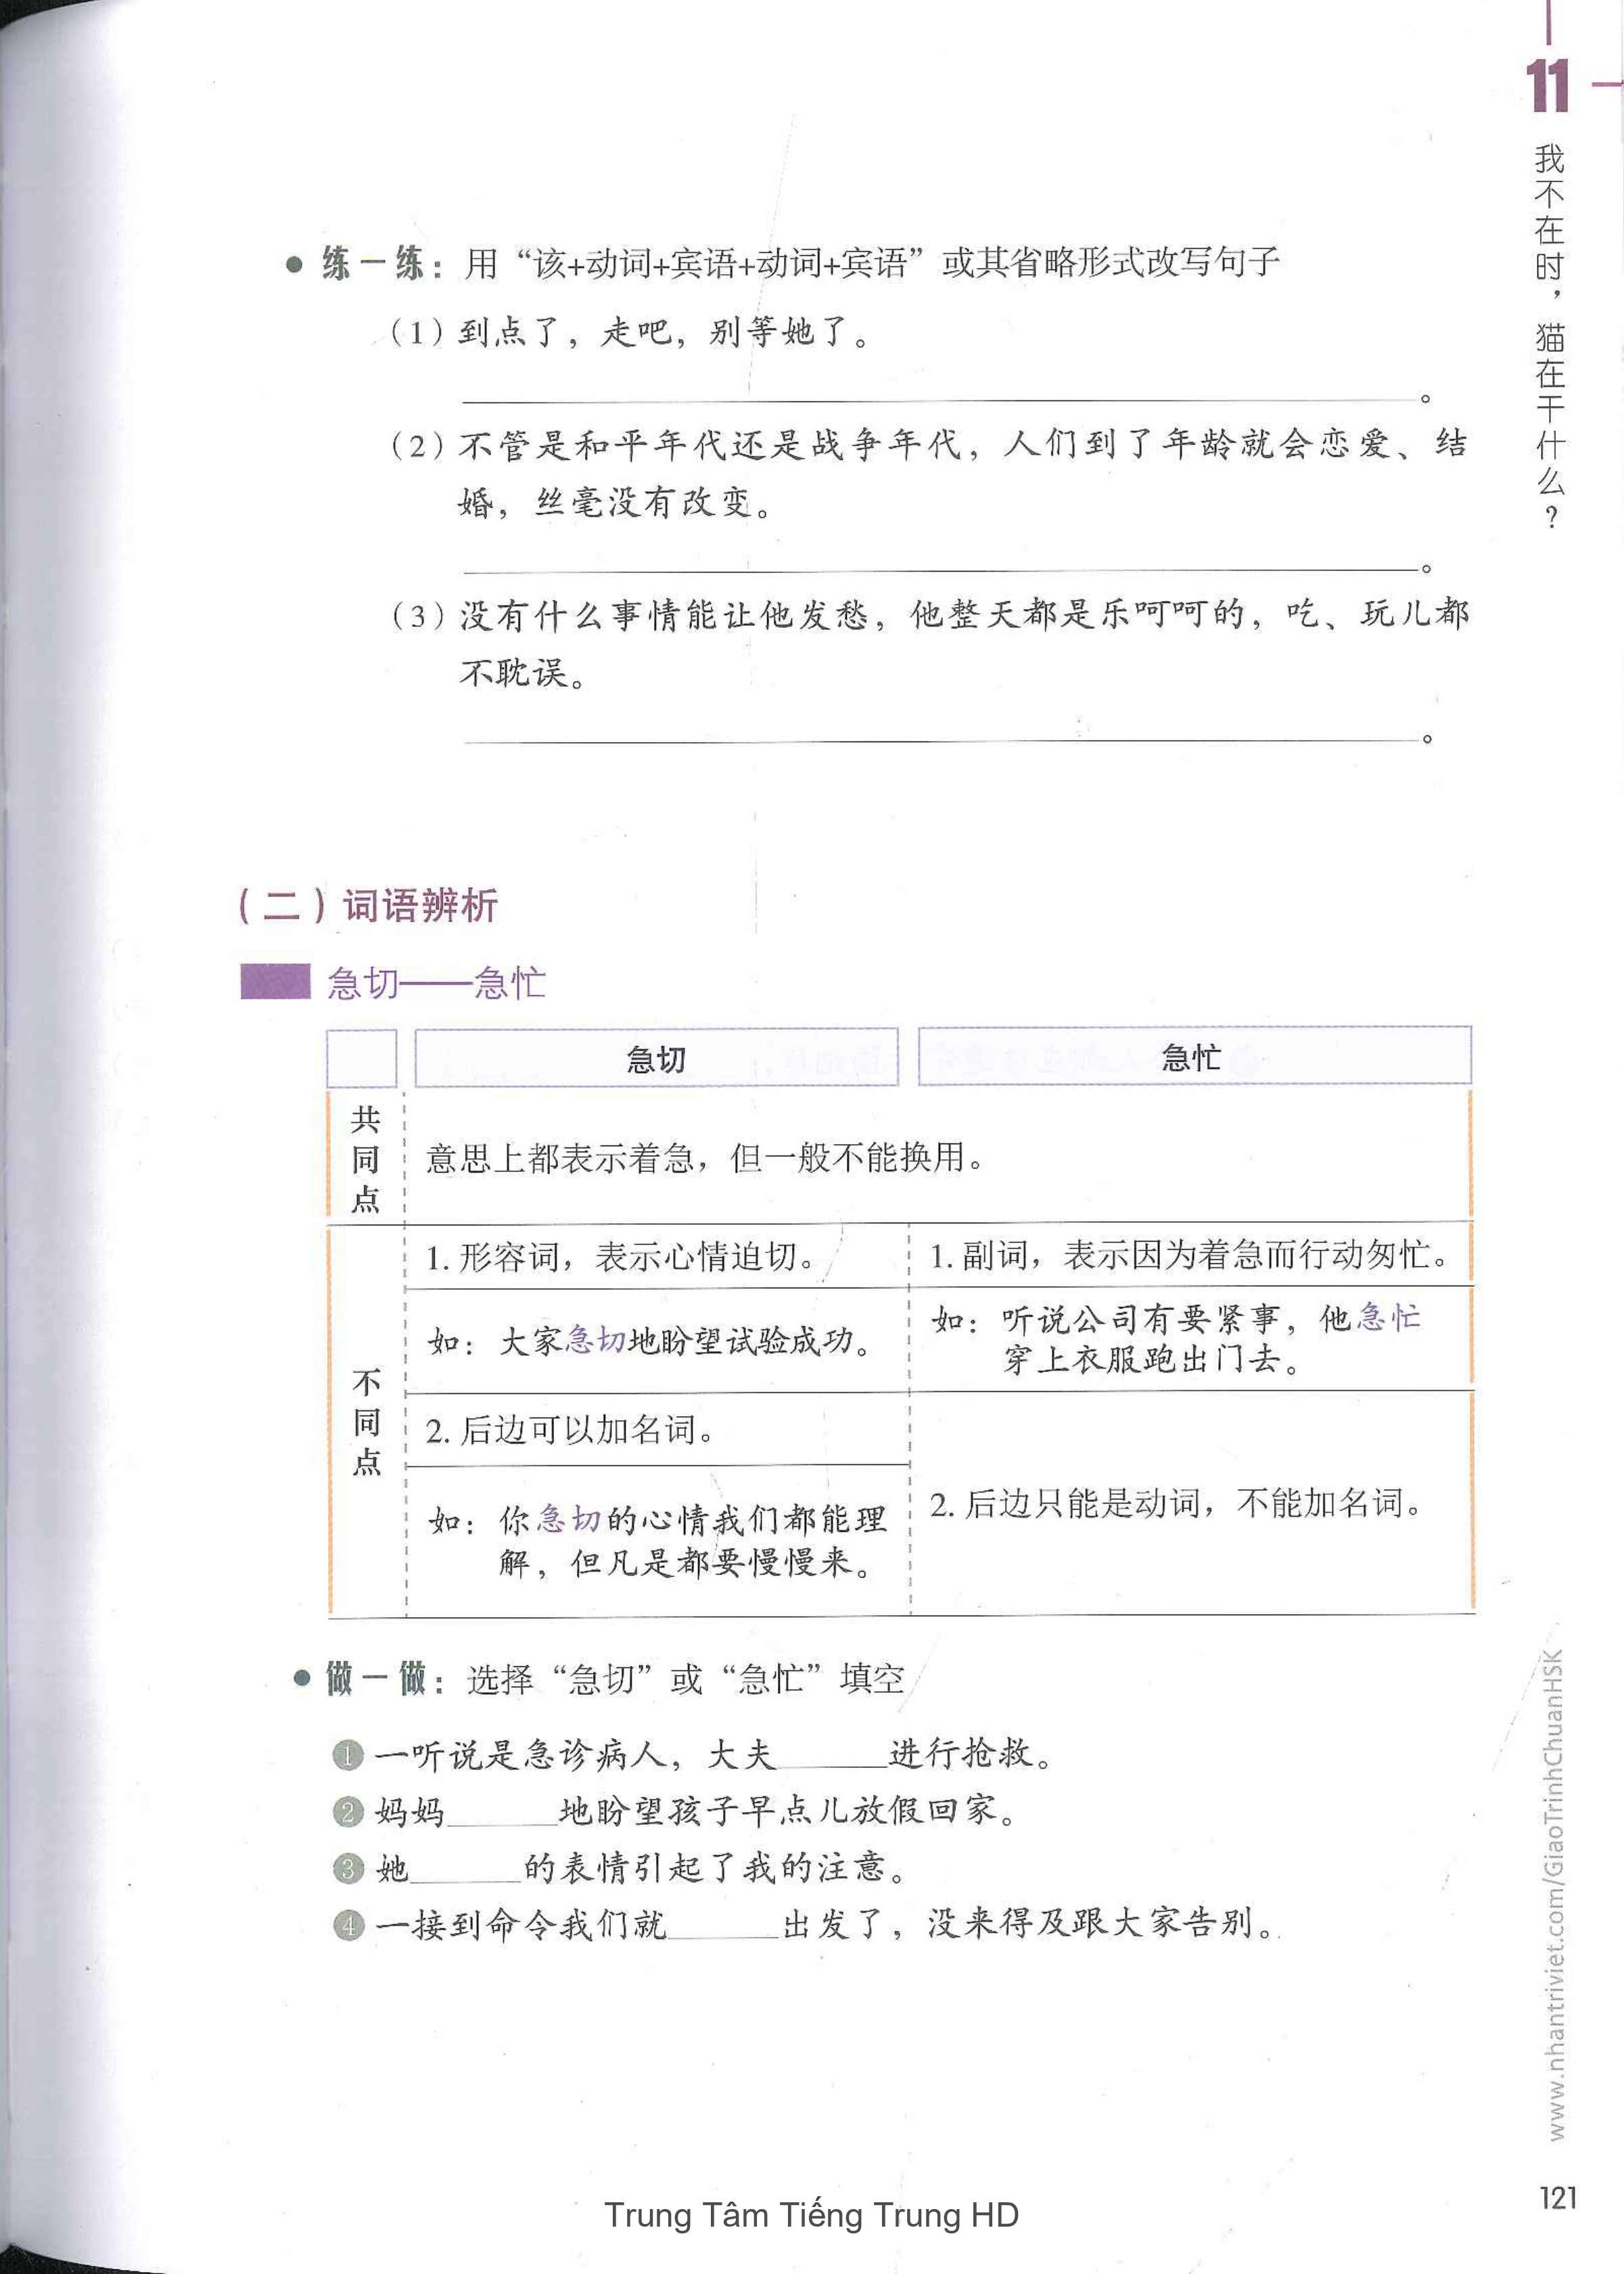 11
我不在时，猫在干什么？
● 练一练：用“该+动词+宾语+动词+宾语”或其省略形式改写句子
（1）到点了，走吧，别等她了。
。
（2）不管是和平年代还是战争年代，人们到了年龄就会恋爱、结
婚，丝毫没有改变。
。
（3）没有什么事情能让他发愁，他整天都是乐呵呵的，吃、玩儿都
不耽误。
。
（二）词语辨析
急切——急忙
急切 急忙
共同点
意思上都表示着急，但一般不能换用。
不同点
1. 形容词，表示心情迫切。
1. 副词，表示因为着急而行动匆忙。
如：大家急切地盼望试验成功。
如：听说公司有要紧事，他急忙
穿上衣服跑出门去。
2. 后边可以加名词。
2. 后边只能是动词，不能加名词。
如：你急切的心情我们都能理
解，但凡是都要慢慢来。
● 做一做：选择“急切”或“急忙”填空
1 一听说是急诊病人，大夫______进行抢救。
2 妈妈______地盼望孩子早点儿放假回家。
3 她______的表情引起了我的注意。
4 一接到命令我们就______出发了，没来得及跟大家告别。
www.nhantriviet.com/GiaoTrinhChuanHSK
121
Trung Tâm Tiếng Trung HD